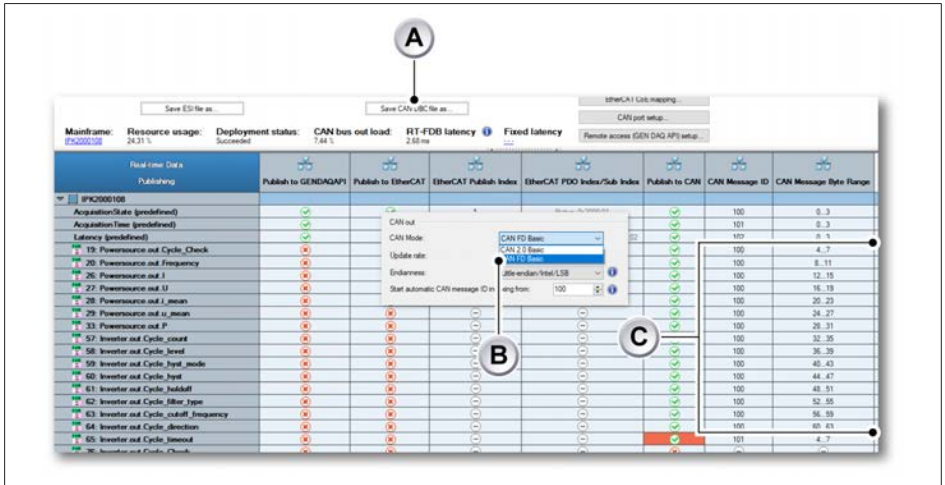 A
EtherCAT CoE mapping...
Save ESI file as...
Save CAN DBC file as...
CAN port setup...
Mainframe: Resource usage: Deployment status: CAN bus out load: RT-FDB latency Fixed latency
IPK2000108 24,31 % Succeeded 7,44 % 2.68 ms
Remote access (GEN DAQ API) setup...
Real-time Data
Publishing
Publish to GENDAQAPI Publish to EtherCAT EtherCAT Publish Index EtherCAT PDO Index/Sub Index Publish to CAN CAN Message ID CAN Message Byte Range
IPK2000108
AcquisitionState (predefined) 100 0...3
AcquisitionTime (predefined) 101 0...3
Latency (predefined) 102 0...3
19: Powersource.out.Cycle_Check 100 4...7
20: Powersource.out.Frequency 100 8...11
26: Powersource.out.I 100 12...15
27: Powersource.out.U 100 16...19
28: Powersource.out.i_mean 100 20...23
29: Powersource.out.u_mean 100 24...27
33: Powersource.out.P 100 28...31
57: Inverter.out.Cycle_count 100 32...35
58: Inverter.out.Cycle_level 100 36...39
59: Inverter.out.Cycle_hyst_mode 100 40...43
60: Inverter.out.Cycle_hyst 100 44...47
61: Inverter.out.Cycle_holdoff 100 48...51
62: Inverter.out.Cycle_filter_type 100 52...55
63: Inverter.out.Cycle_cutoff_frequency 100 56...59
64: Inverter.out.Cycle_direction 100 60...63
65: Inverter.out.Cycle_timeout 101 4...7
CAN out
CAN Mode: CAN FD Basic
CAN 2.0 Basic
CAN FD Basic
Update rate:
Endianness: Little-endian/Intel/LSB
Start automatic CAN message ID indexing from: 100
B
C